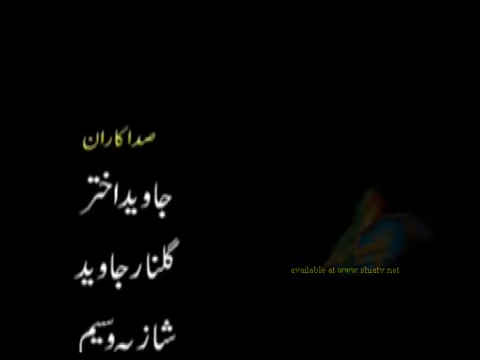 صداکاران
جاوید اختر
گلنار جاوید
شازیہ وسیم
available at www.shiatv.net